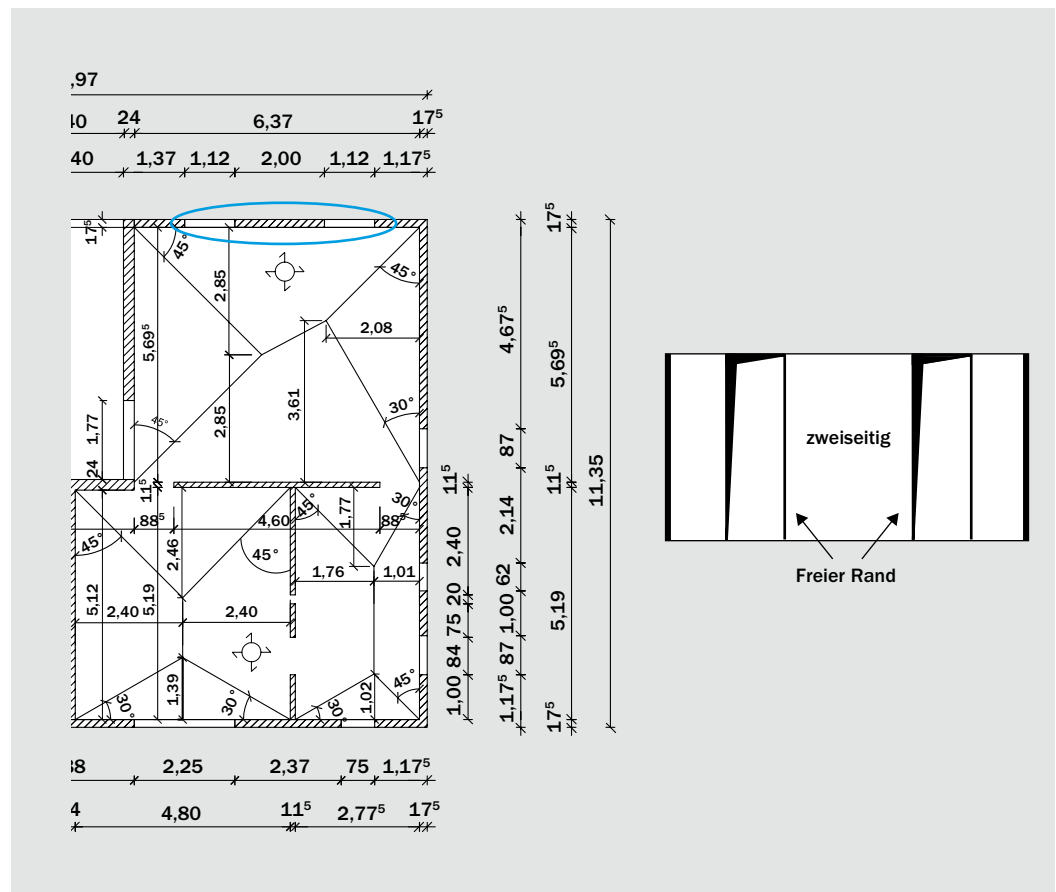 ,97
40 24 6,37 17⁵
40 1,37 1,12 2,00 1,12 1,17⁵
17⁵ 17⁵
45° 45°
2,85
2,08
4,67⁵
5,69⁵ 5,69⁵
2,85 3,61
30°
45°
1,77
87
24
11⁵ 11⁵ 11⁵
11,35
88⁵ 4,60 88⁵
45° 1,77 30°
45° 2,46 45°
2,40 2,14
1,76 1,01
62
5,12 5,19 5,19
2,40 2,40
20
75 1,00
84 87
1,39 1,02 45°
30° 30° 30°
1,00 1,17⁵
17⁵
38 2,25 2,37 75 1,17⁵
4 4,80 11⁵ 2,77⁵ 17⁵
zweiseitig
Freier Rand